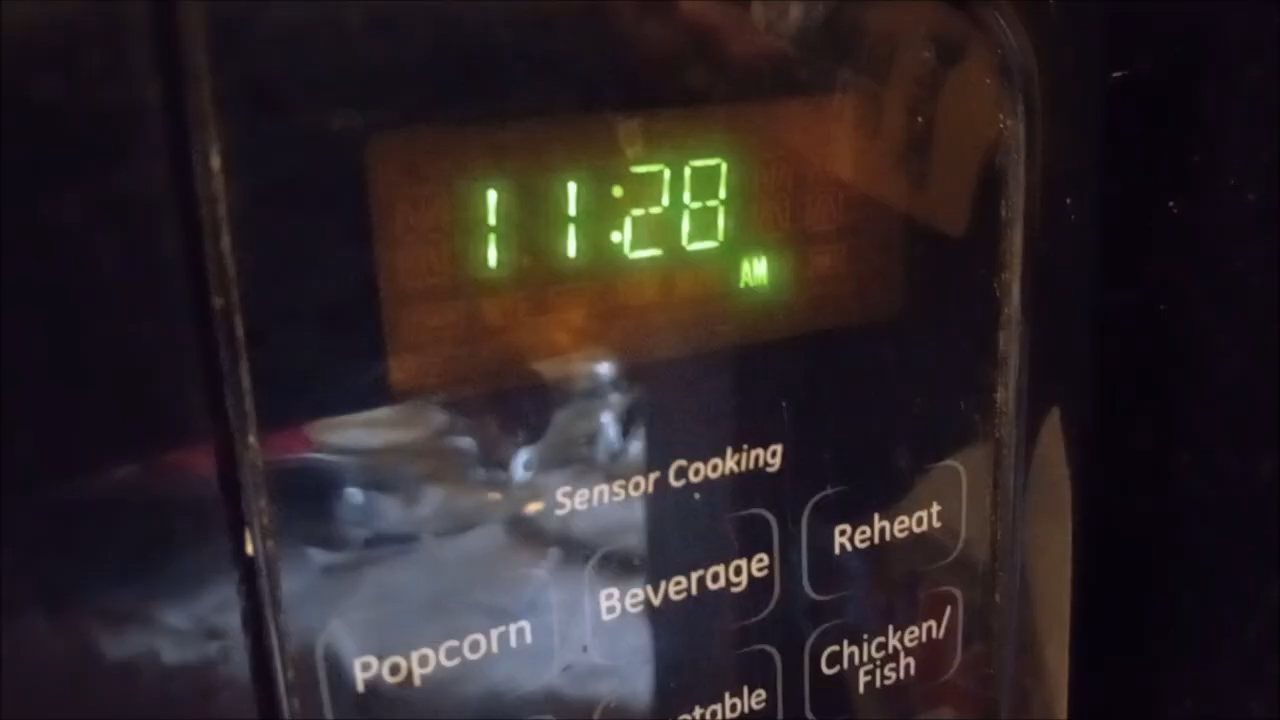 11:28
AM
Sensor Cooking
Popcorn
Beverage
Reheat
Chicken/
Fish